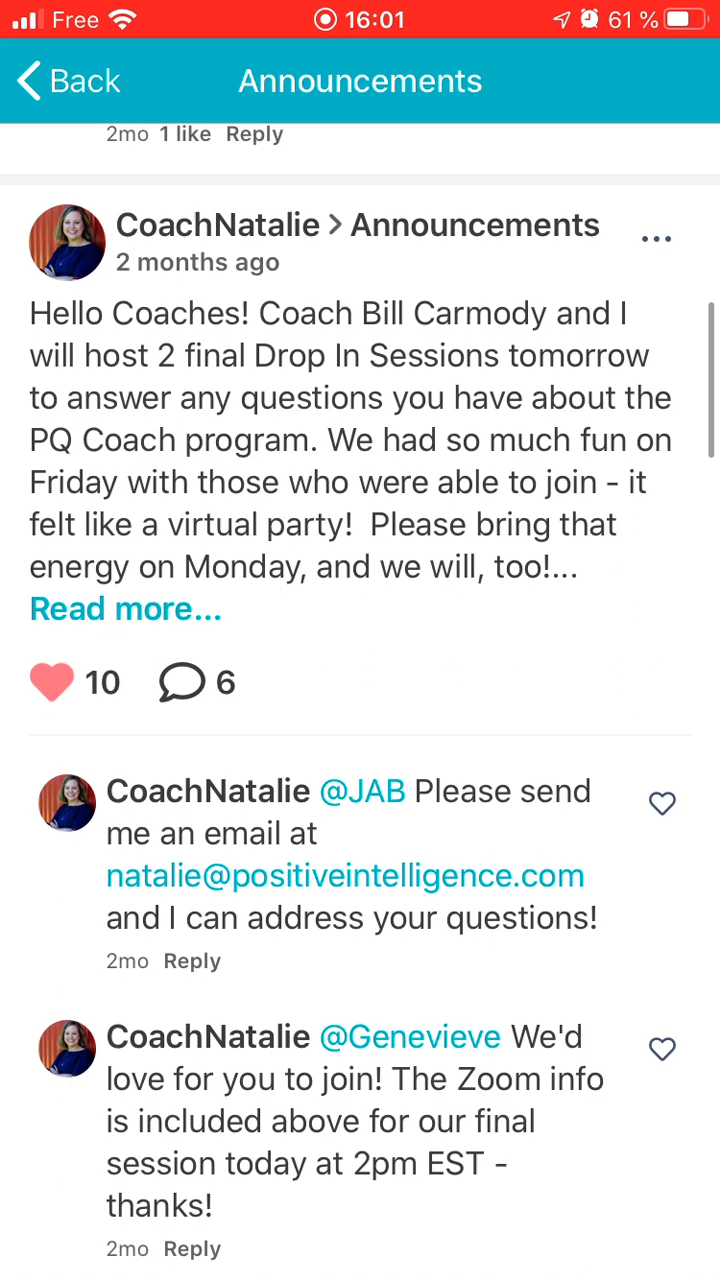 Free 16:01 61 %
Back Announcements
2mo 1 like Reply
CoachNatalie > Announcements
2 months ago
Hello Coaches! Coach Bill Carmody and I
will host 2 final Drop In Sessions tomorrow
to answer any questions you have about the
PQ Coach program. We had so much fun on
Friday with those who were able to join - it
felt like a virtual party!  Please bring that
energy on Monday, and we will, too!...
Read more...
10 6
CoachNatalie @JAB Please send
me an email at
natalie@positiveintelligence.com
and I can address your questions!
2mo Reply
CoachNatalie @Genevieve We'd
love for you to join! The Zoom info
is included above for our final
session today at 2pm EST -
thanks!
2mo Reply